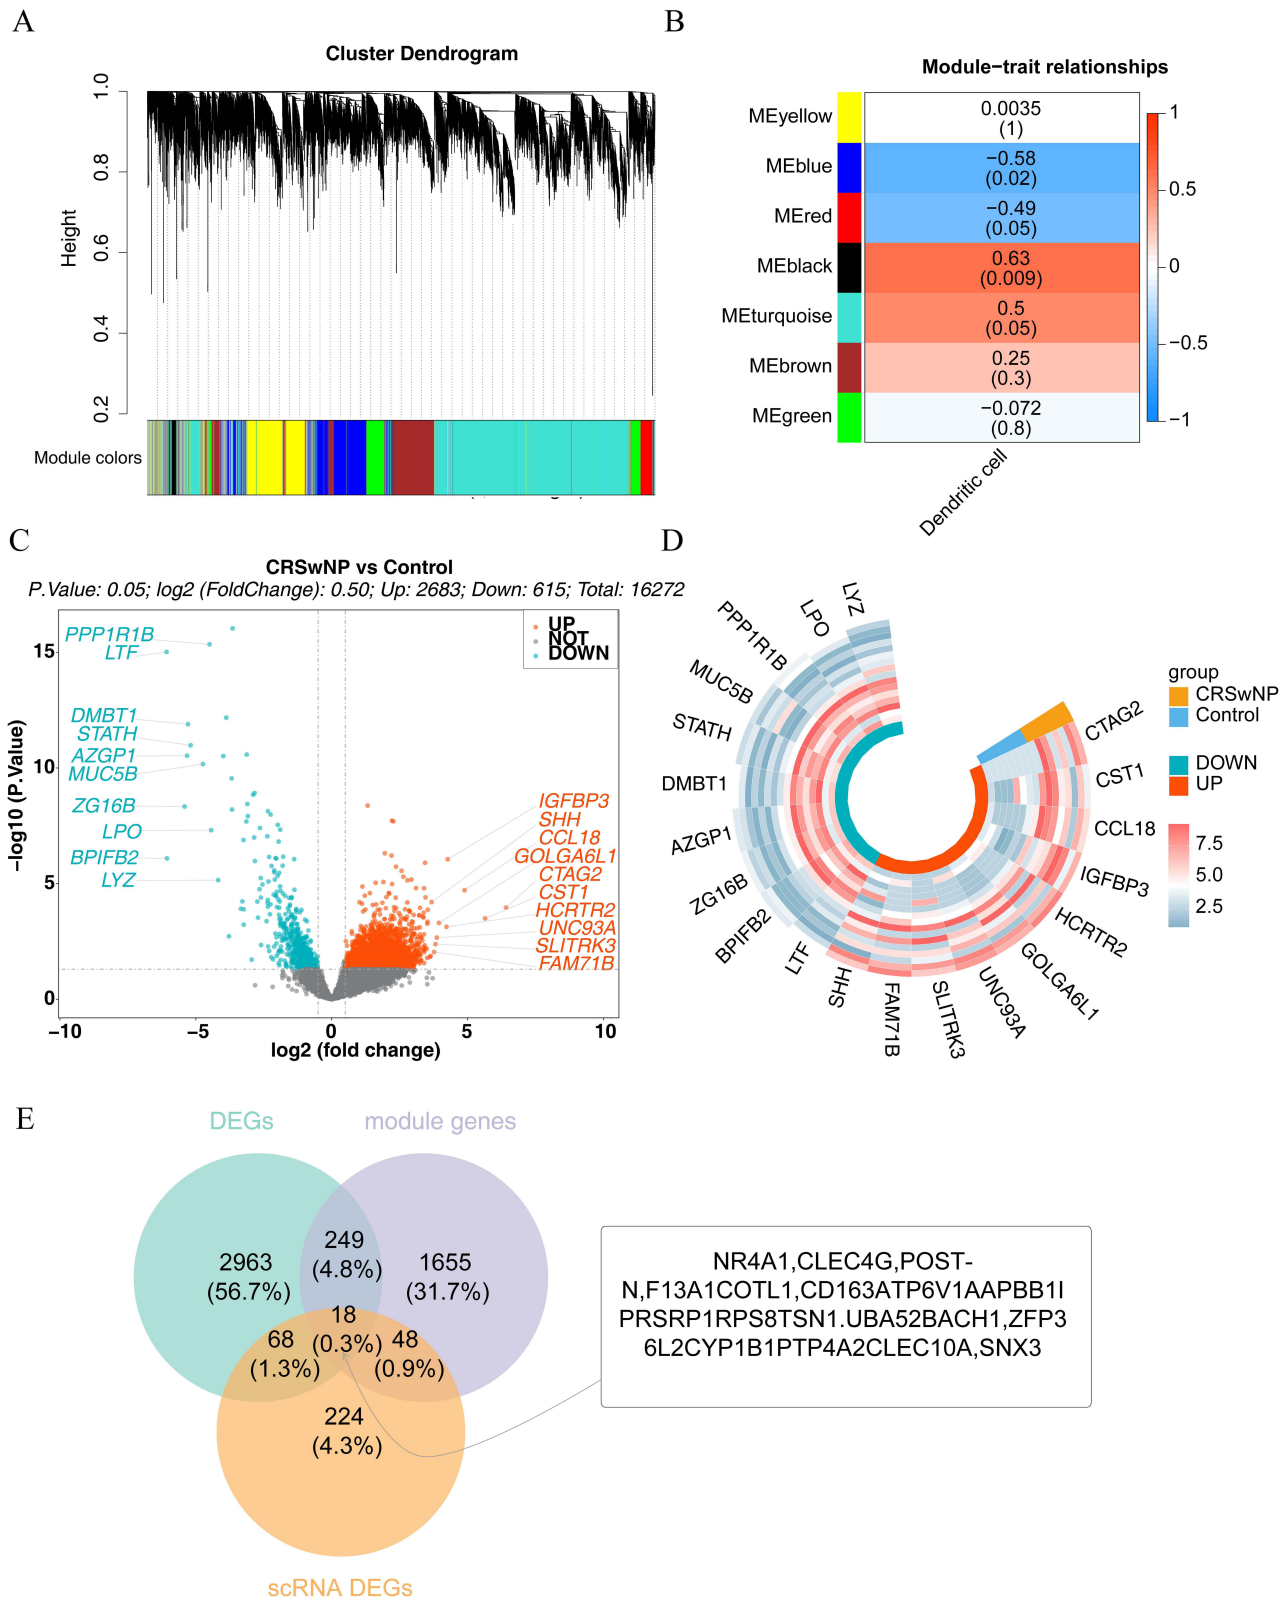 A
Cluster Dendrogram
Height
1.0
0.8
0.6
0.4
0.2
Module colors
B
Module−trait relationships
MEyellow
0.0035
(1)
MEblue
−0.58
(0.02)
MEred
−0.49
(0.05)
MEblack
0.63
(0.009)
MEturquoise
0.5
(0.05)
MEbrown
0.25
(0.3)
MEgreen
−0.072
(0.8)
Dendritic cell
1
0.5
0
−0.5
−1
C
CRSwNP vs Control
P.Value: 0.05; log2 (FoldChange): 0.50; Up: 2683; Down: 615; Total: 16272
UP
NOT
DOWN
PPP1R1B
LTF
DMBT1
STATH
AZGP1
MUC5B
ZG16B
LPO
BPIFB2
LYZ
IGFBP3
SHH
CCL18
GOLGA6L1
CTAG2
CST1
HCRTR2
UNC93A
SLITRK3
FAM71B
−log10 (P.Value)
15
10
5
0
−10
−5
0
5
10
log2 (fold change)
D
LYZ
LPO
PPP1R1B
MUC5B
STATH
DMBT1
AZGP1
ZG16B
BPIFB2
LTF
SHH
FAM71B
SLITRK3
UNC93A
GOLGA6L1
HCRTR2
IGFBP3
CCL18
CST1
CTAG2
group
CRSwNP
Control
DOWN
UP
7.5
5.0
2.5
E
DEGs
module genes
2963
(56.7%)
249
(4.8%)
1655
(31.7%)
18
(0.3%)
68
(1.3%)
48
(0.9%)
224
(4.3%)
scRNA DEGs
NR4A1,CLEC4G,POST-
N,F13A1COTL1,CD163ATP6V1AAPBB1I
PRSRP1RPS8TSN1.UBA52BACH1,ZFP3
6L2CYP1B1PTP4A2CLEC10A,SNX3